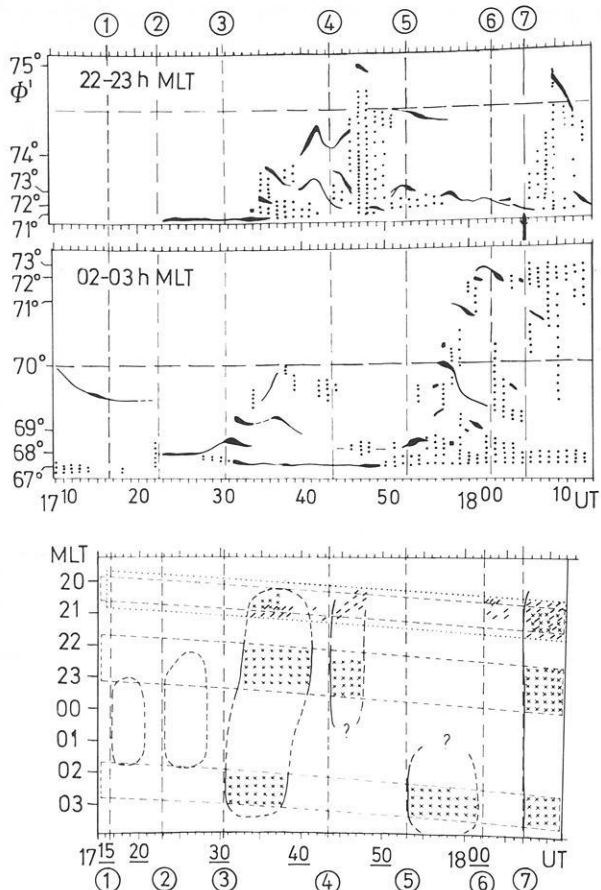 ① ② ③ ④ ⑤ ⑥ ⑦
75°
Φ'
22-23 h MLT
74°
73°
72°
71°
73°
72°
71°
02-03 h MLT
70°
69°
68°
67°
17 10 20 30 40 50 18 00 10 UT
MLT
20
21
22
23
00
01
02
03
?
?
17 15 20 30 40 50 18 00 UT
① ② ③ ④ ⑤ ⑥ ⑦